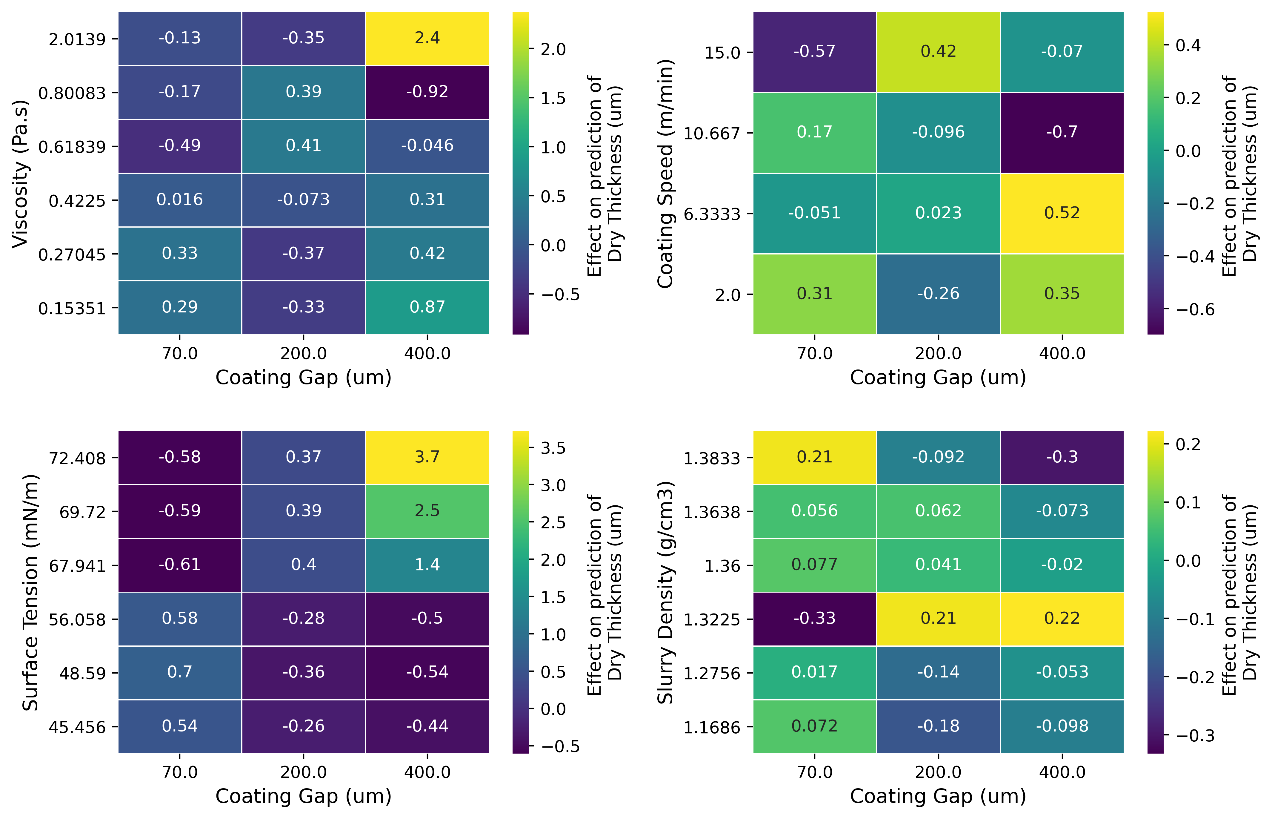 Viscosity (Pa.s)
2.0139 -0.13 -0.35 2.4
0.80083 -0.17 0.39 -0.92
0.61839 -0.49 0.41 -0.046
0.4225 0.016 -0.073 0.31
0.27045 0.33 -0.37 0.42
0.15351 0.29 -0.33 0.87
70.0 200.0 400.0
Coating Gap (um)
2.0
1.5
1.0
0.5
0.0
−0.5
Effect on prediction of
Dry Thickness (um)
Coating Speed (m/min)
15.0 -0.57 0.42 -0.07
10.667 0.17 -0.096 -0.7
6.3333 -0.051 0.023 0.52
2.0 0.31 -0.26 0.35
70.0 200.0 400.0
Coating Gap (um)
0.4
0.2
0.0
−0.2
−0.4
−0.6
Effect on prediction of
Dry Thickness (um)
Surface Tension (mN/m)
72.408 -0.58 0.37 3.7
69.72 -0.59 0.39 2.5
67.941 -0.61 0.4 1.4
56.058 0.58 -0.28 -0.5
48.59 0.7 -0.36 -0.54
45.456 0.54 -0.26 -0.44
70.0 200.0 400.0
Coating Gap (um)
3.5
3.0
2.5
2.0
1.5
1.0
0.5
0.0
−0.5
Effect on prediction of
Dry Thickness (um)
Slurry Density (g/cm3)
1.3833 0.21 -0.092 -0.3
1.3638 0.056 0.062 -0.073
1.36 0.077 0.041 -0.02
1.3225 -0.33 0.21 0.22
1.2756 0.017 -0.14 -0.053
1.1686 0.072 -0.18 -0.098
70.0 200.0 400.0
Coating Gap (um)
0.2
0.1
0.0
−0.1
−0.2
−0.3
Effect on prediction of
Dry Thickness (um)